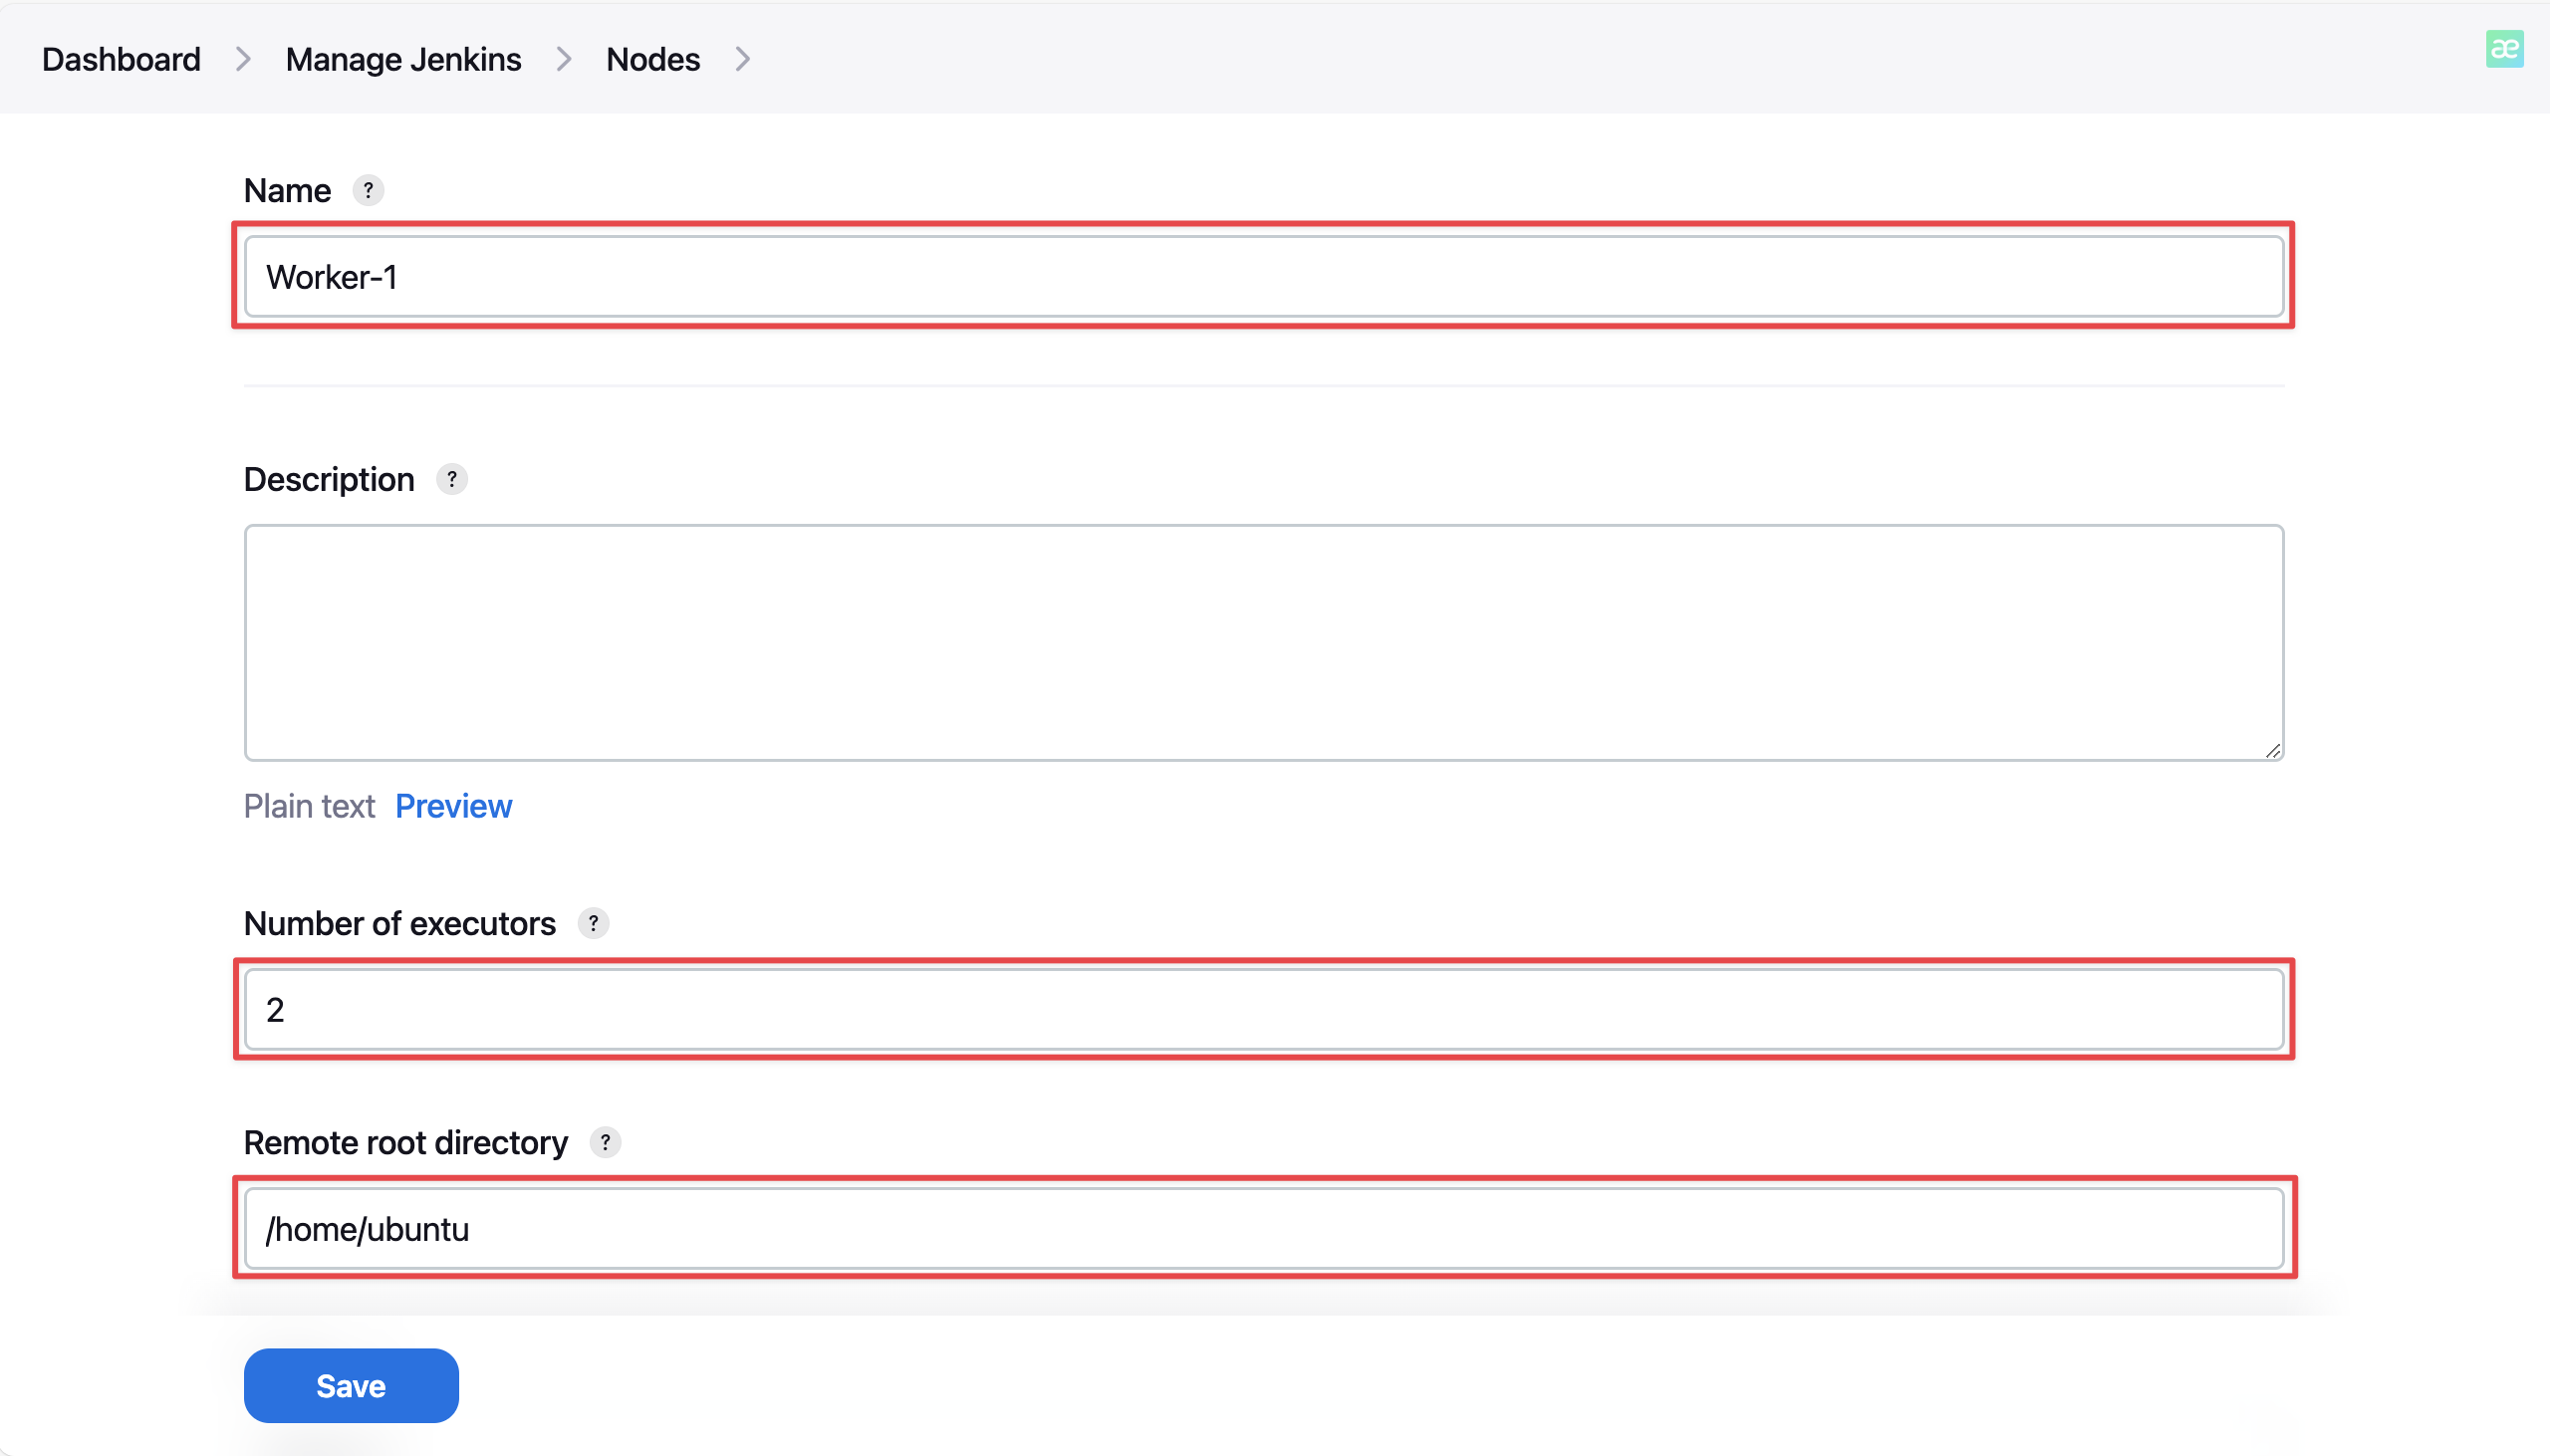 Dashboard > Manage Jenkins > Nodes >
æ
Name ?
Worker-1
Description ?
Plain text Preview
Number of executors ?
2
Remote root directory ?
/home/ubuntu
Save